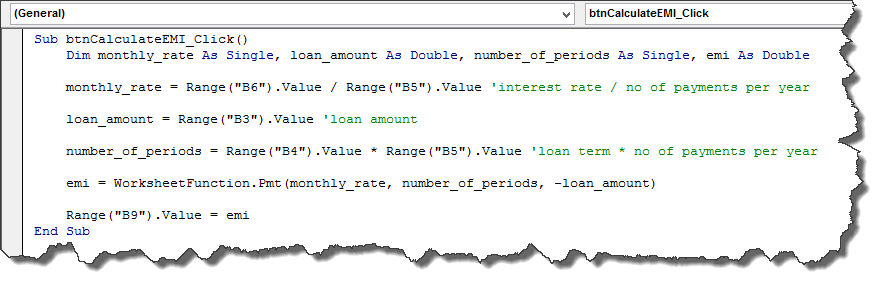 (General) btnCalculateEMI_Click
Sub btnCalculateEMI_Click()
Dim monthly_rate As Single, loan_amount As Double, number_of_periods As Single, emi As Double
monthly_rate = Range("B6").Value / Range("B5").Value 'interest rate / no of payments per year
loan_amount = Range("B3").Value 'loan amount
number_of_periods = Range("B4").Value * Range("B5").Value 'loan term * no of payments per year
emi = WorksheetFunction.Pmt(monthly_rate, number_of_periods, -loan_amount)
Range("B9").Value = emi
End Sub